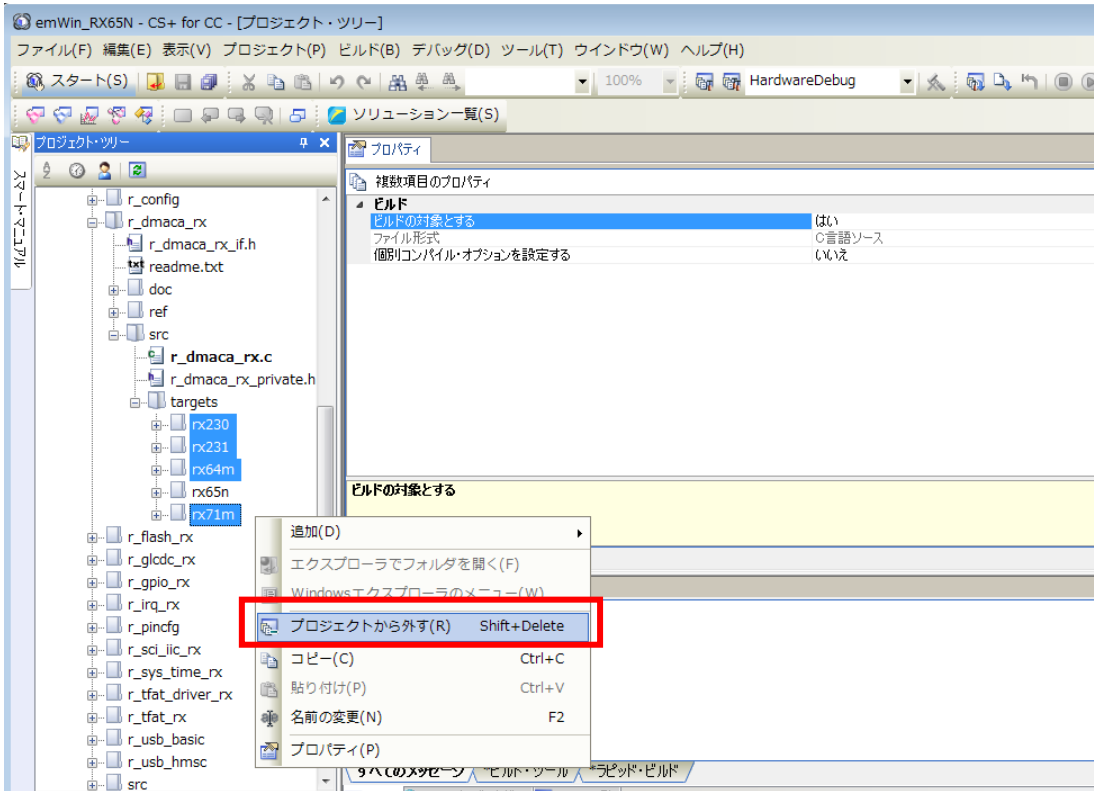 emWin_RX65N - CS+ for CC - [プロジェクト・ツリー]
ファイル(F) 編集(E) 表示(V) プロジェクト(P) ビルド(B) デバッグ(D) ツール(T) ウインドウ(W) ヘルプ(H)
スタート(S) 100% HardwareDebug
ソリューション一覧(S)
プロジェクト・ツリー
スマート・マニュアル
r_config
r_dmaca_rx
r_dmaca_rx_if.h
readme.txt
doc
ref
src
r_dmaca_rx.c
r_dmaca_rx_private.h
targets
rx230
rx231
rx64m
rx65n
rx71m
r_flash_rx
r_glcdc_rx
r_gpio_rx
r_irq_rx
r_pincfg
r_sci_iic_rx
r_sys_time_rx
r_tfat_driver_rx
r_tfat_rx
r_usb_basic
r_usb_hmsc
src
プロパティ
複数項目のプロパティ
ビルド
ビルドの対象とする はい
ファイル形式 C言語ソース
個別コンパイル・オプションを設定する いいえ
ビルドの対象とする
追加(D)
エクスプローラでフォルダを開く(F)
Windowsエクスプローラのメニュー(W)
プロジェクトから外す(R) Shift+Delete
コピー(C) Ctrl+C
貼り付け(P) Ctrl+V
名前の変更(N) F2
プロパティ(P)
すべてのメッセージ *ビルド・ツール *ラピッド・ビルド